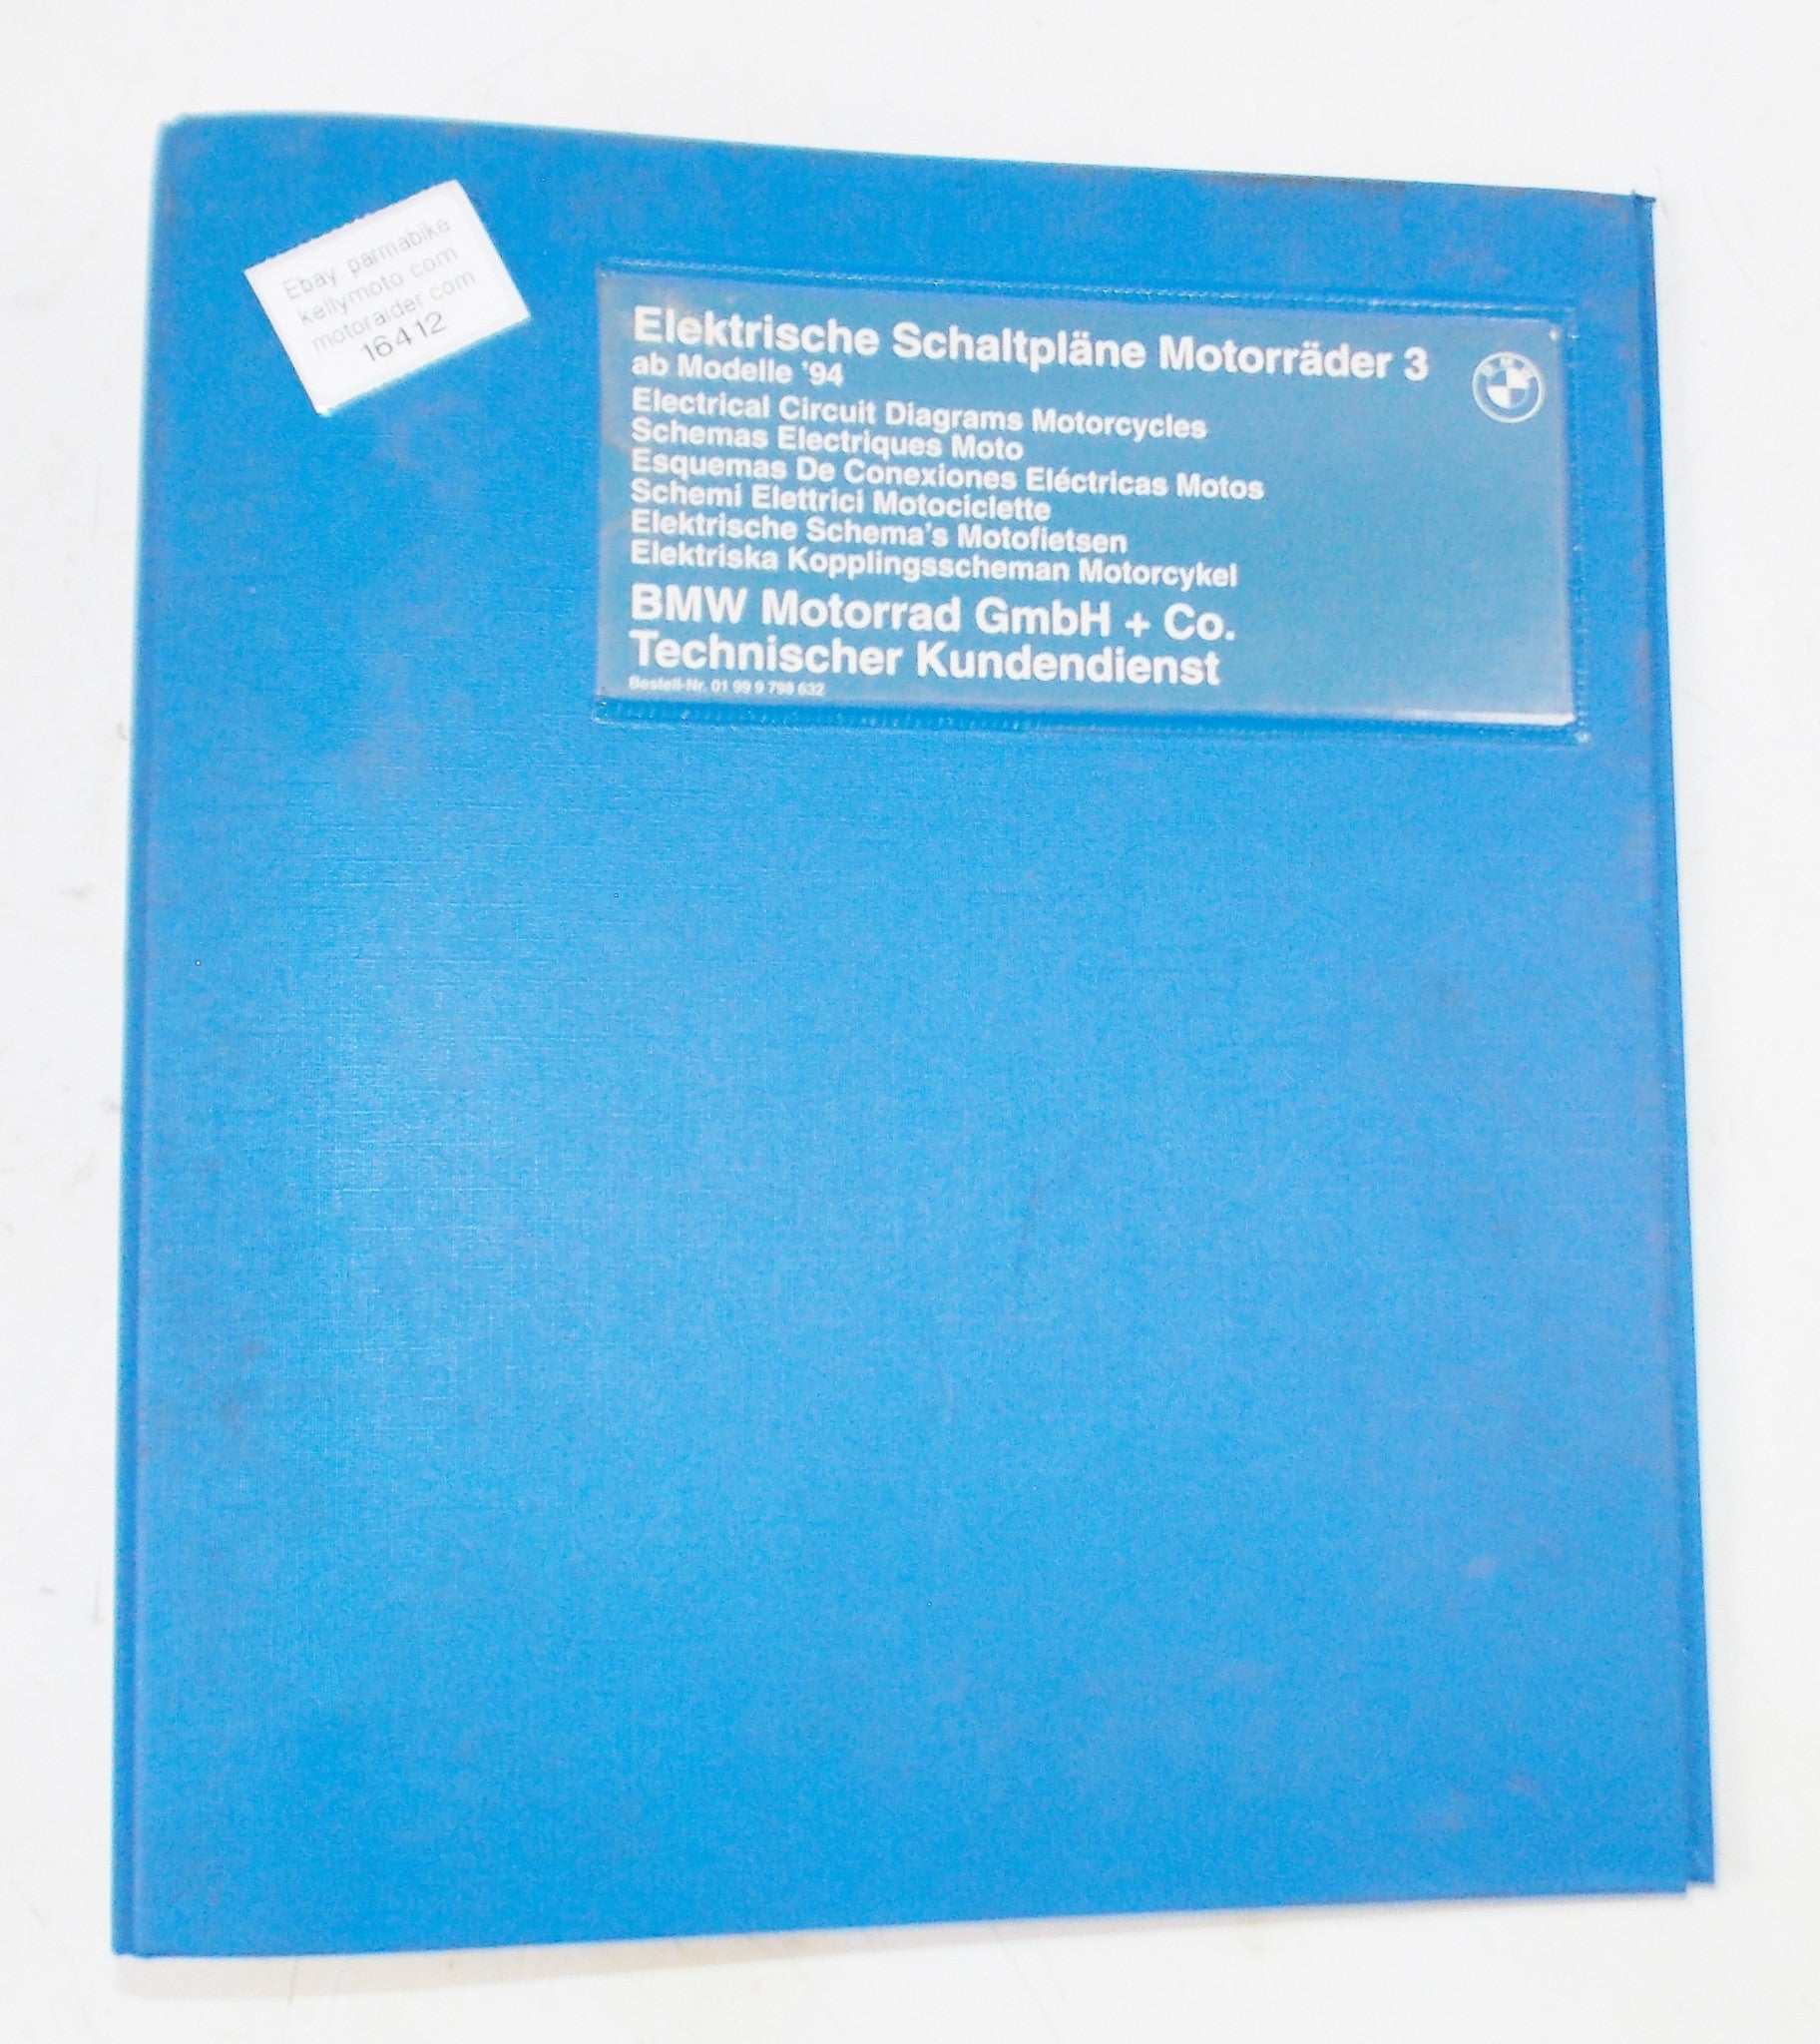 Ebay parmabike
kellymoto com
motoraider.com
16412
Elektrische Schaltpläne Motorräder 3
ab Modelle '94
Electrical Circuit Diagrams Motorcycles
Schemas Electriques Moto
Esquemas De Conexiones Eléctricas Motos
Schemi Elettrici Motociclette
Elektrische Schema's Motofietsen
Elektriska Kopplingsscheman Motorcykel
BMW Motorrad GmbH + Co.
Technischer Kundendienst
Bestell-Nr. 01 99 9 798 632
BMW